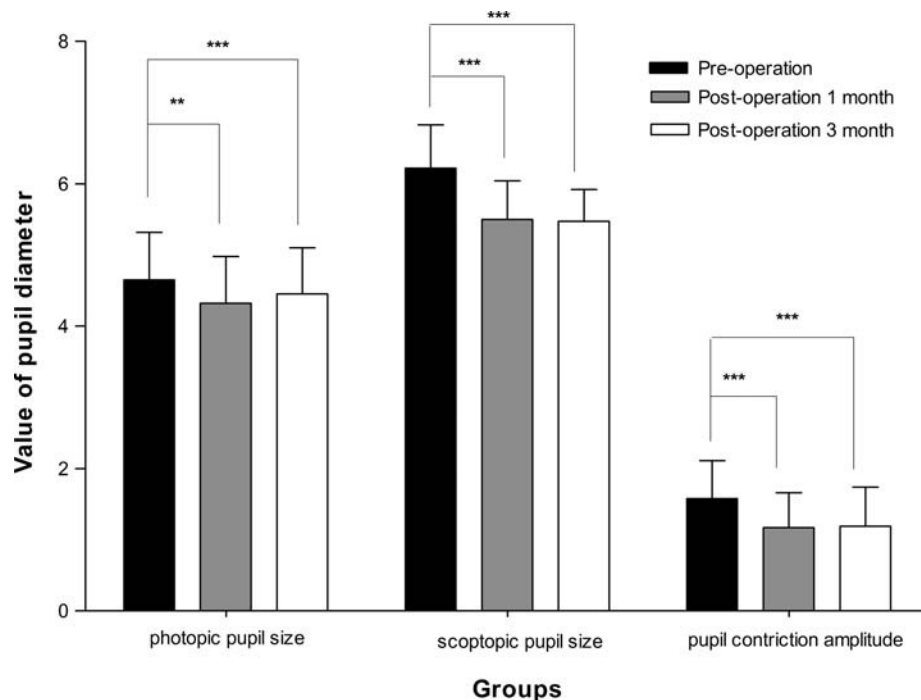 8
6
4
2
0
Value of pupil diameter
***
**
***
***
***
***
Pre-operation
Post-operation 1 month
Post-operation 3 month
photopic pupil size
scoptopic pupil size
pupil contriction amplitude
Groups